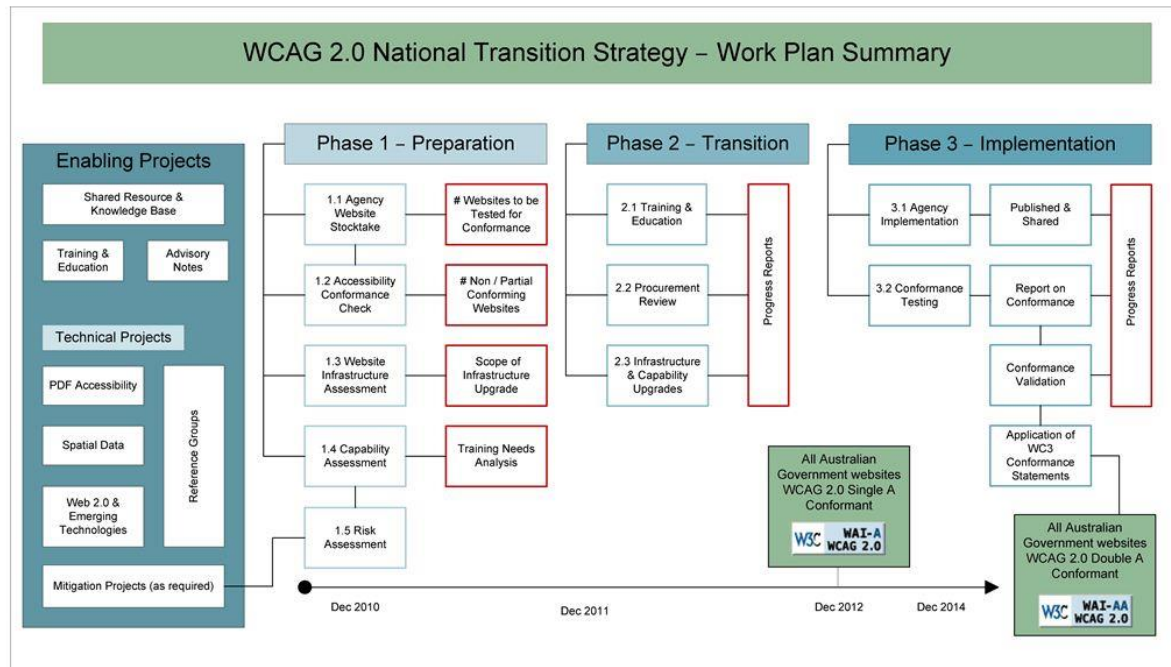 WCAG 2.0 National Transition Strategy – Work Plan Summary
Enabling Projects
Shared Resource &
Knowledge Base
Training &
Education
Advisory
Notes
Technical Projects
PDF Accessibility
Spatial Data
Web 2.0 &
Emerging
Technologies
Reference Groups
Mitigation Projects (as required)
Phase 1 – Preparation
1.1 Agency
Website
Stocktake
# Websites to be
Tested for
Conformance
1.2 Accessibility
Conformance
Check
# Non / Partial
Conforming
Websites
1.3 Website
Infrastructure
Assessment
Scope of
Infrastructure
Upgrade
1.4 Capability
Assessment
Training Needs
Analysis
1.5 Risk
Assessment
Phase 2 – Transition
2.1 Training &
Education
2.2 Procurement
Review
2.3 Infrastructure
& Capability
Upgrades
Progress Reports
Phase 3 – Implementation
3.1 Agency
Implementation
Published &
Shared
3.2 Conformance
Testing
Report on
Conformance
Conformance
Validation
Application of
WC3
Conformance
Statements
Progress Reports
All Australian
Government websites
WCAG 2.0 Single A
Conformant
W3C WAI-A
WCAG 2.0
All Australian
Government websites
WCAG 2.0 Double A
Conformant
W3C WAI-AA
WCAG 2.0
Dec 2010
Dec 2011
Dec 2012
Dec 2014